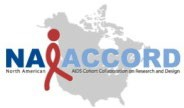 NA ACCORD
North American AIDS Cohort Collaboration on Research and Design